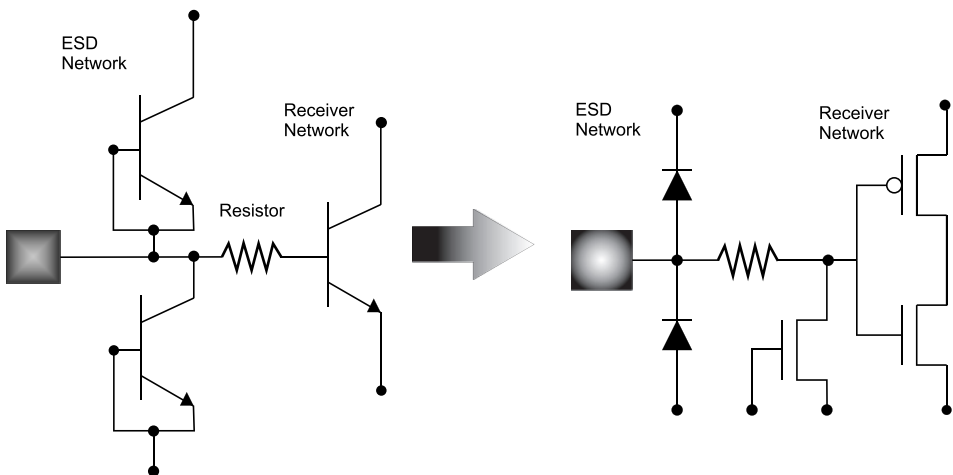 ESD
Network
Receiver
Network
Resistor
ESD
Network
Receiver
Network